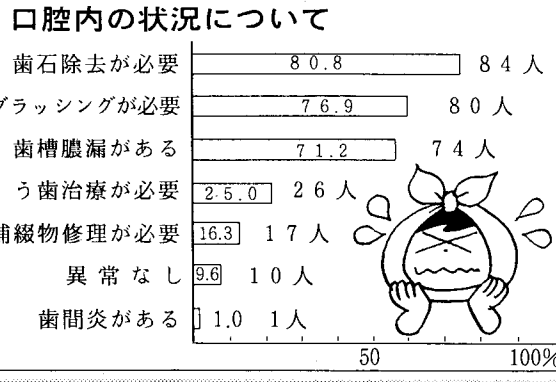 口腔内の状況について
歯石除去が必要 80.8 84人
ブラッシングが必要 76.9 80人
歯槽膿漏がある 71.2 74人
う歯治療が必要 25.0 26人
補綴物修理が必要 16.3 17人
異常なし 9.6 10人
歯間炎がある 1.0 1人
50 100%